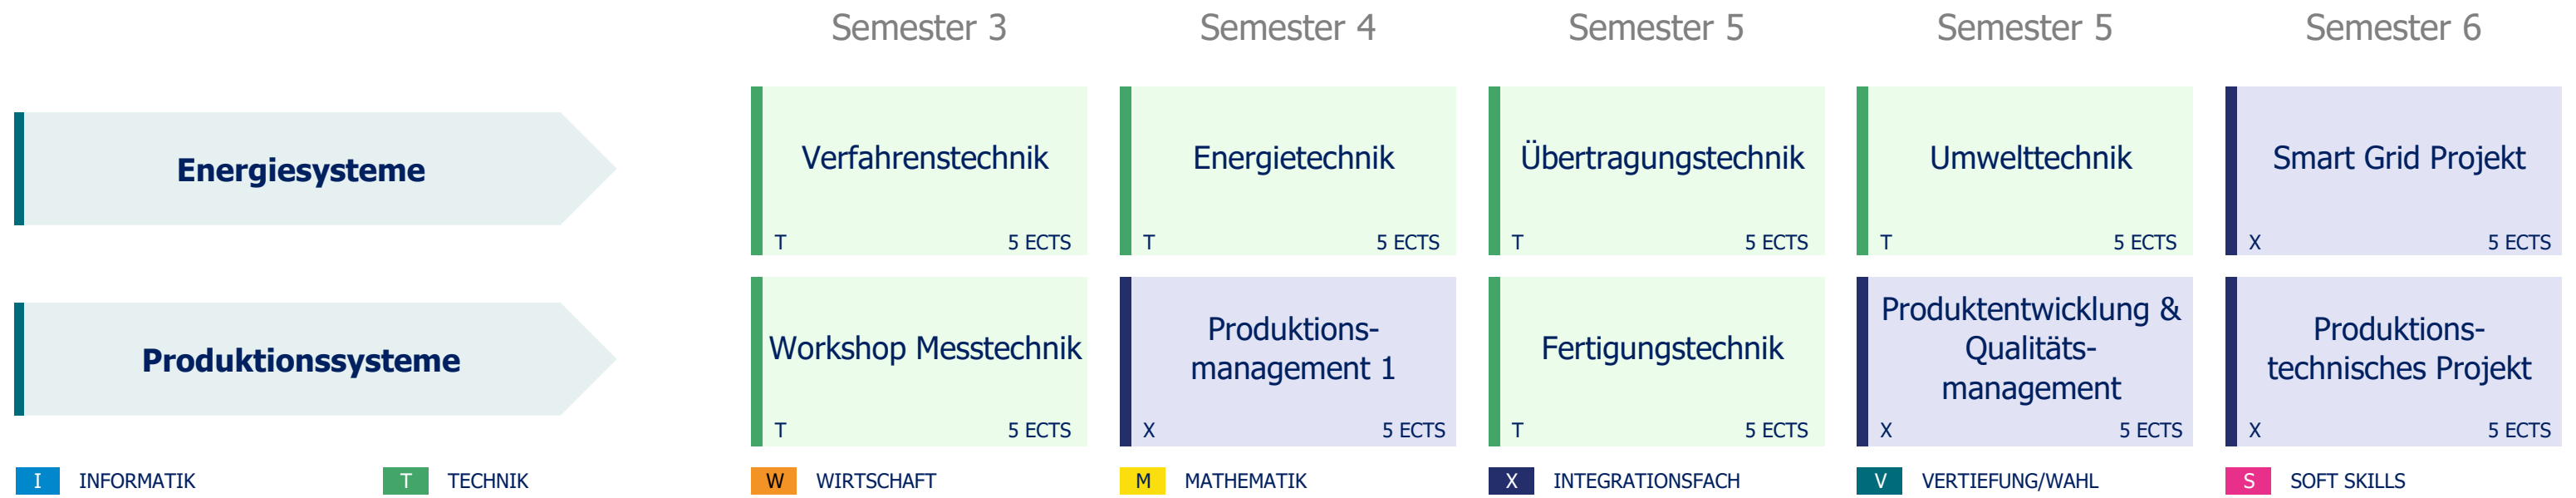 Semester 3
Semester 4
Semester 5
Semester 5
Semester 6
Energiesysteme
Verfahrenstechnik
T 5 ECTS
Energietechnik
T 5 ECTS
Übertragungstechnik
T 5 ECTS
Umwelttechnik
T 5 ECTS
Smart Grid Projekt
X 5 ECTS
Produktionssysteme
Workshop Messtechnik
T 5 ECTS
Produktions-
management 1
X 5 ECTS
Fertigungstechnik
T 5 ECTS
Produktentwicklung &
Qualitäts-
management
X 5 ECTS
Produktions-
technisches Projekt
X 5 ECTS
I INFORMATIK
T TECHNIK
W WIRTSCHAFT
M MATHEMATIK
X INTEGRATIONSFACH
V VERTIEFUNG/WAHL
S SOFT SKILLS